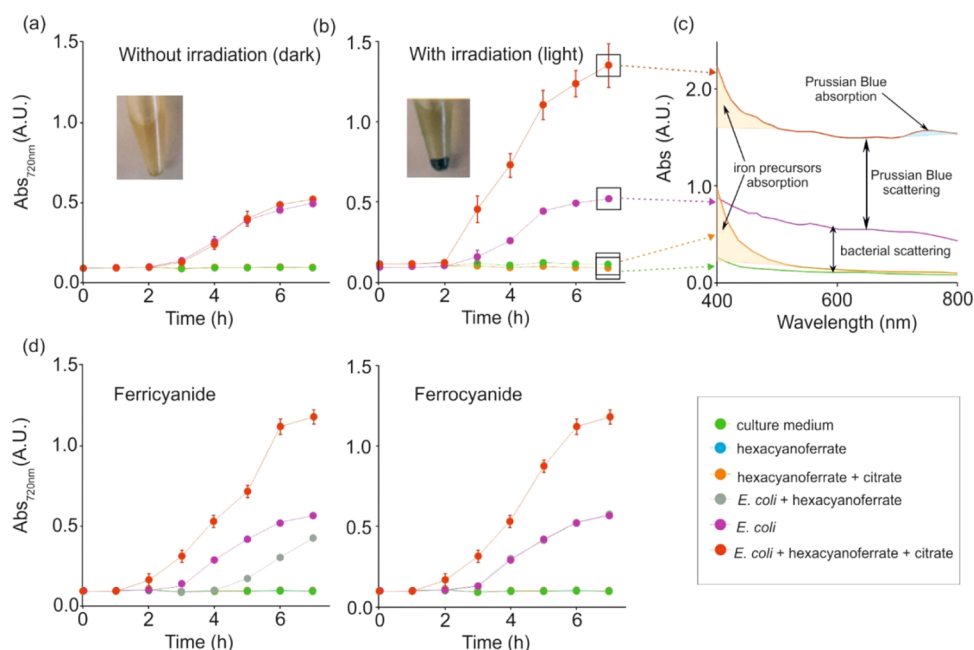 (a)
Without irradiation (dark)
Abs720nm (A.U.)
1.5
1.0
0.5
0.0
0 2 4 6
Time (h)
(b)
With irradiation (light)
1.5
1.0
0.5
0.0
0 2 4 6
Time (h)
(c)
Abs (A.U.)
2.0
1.0
0.0
Prussian Blue
absorption
iron precursors
absorption
Prussian Blue
scattering
bacterial scattering
400 500 600 700 800
Wavelength (nm)
(d)
Ferricyanide
Abs720nm (A.U.)
1.5
1.0
0.5
0.0
0 2 4 6
Time (h)
Ferrocyanide
1.5
1.0
0.5
0.0
0 2 4 6
Time (h)
culture medium
hexacyanoferrate
hexacyanoferrate + citrate
E. coli + hexacyanoferrate
E. coli
E. coli + hexacyanoferrate + citrate